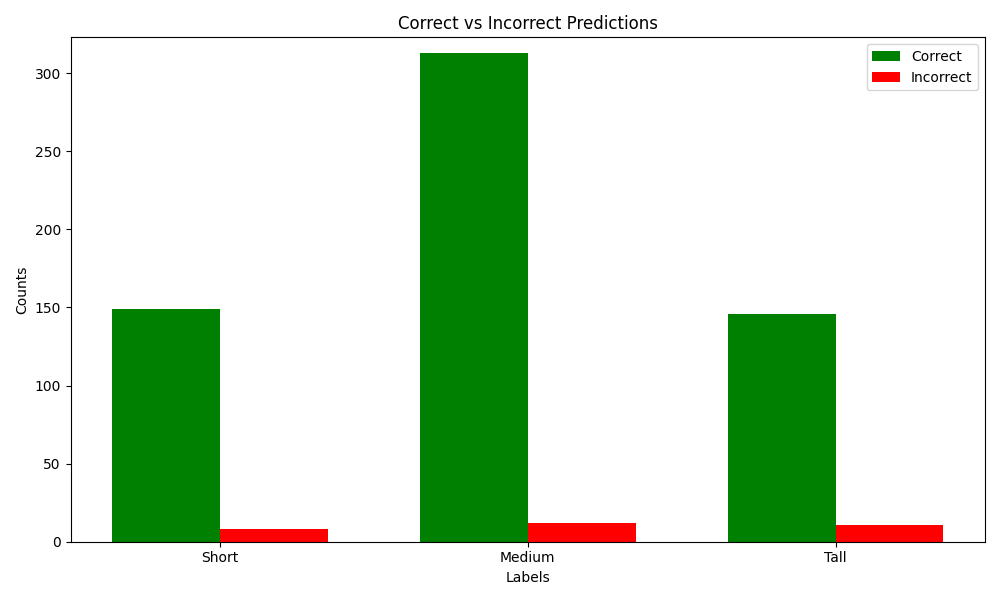 Correct vs Incorrect Predictions
Correct
Incorrect
300
250
200
150
100
50
0
Counts
Short Medium Tall
Labels